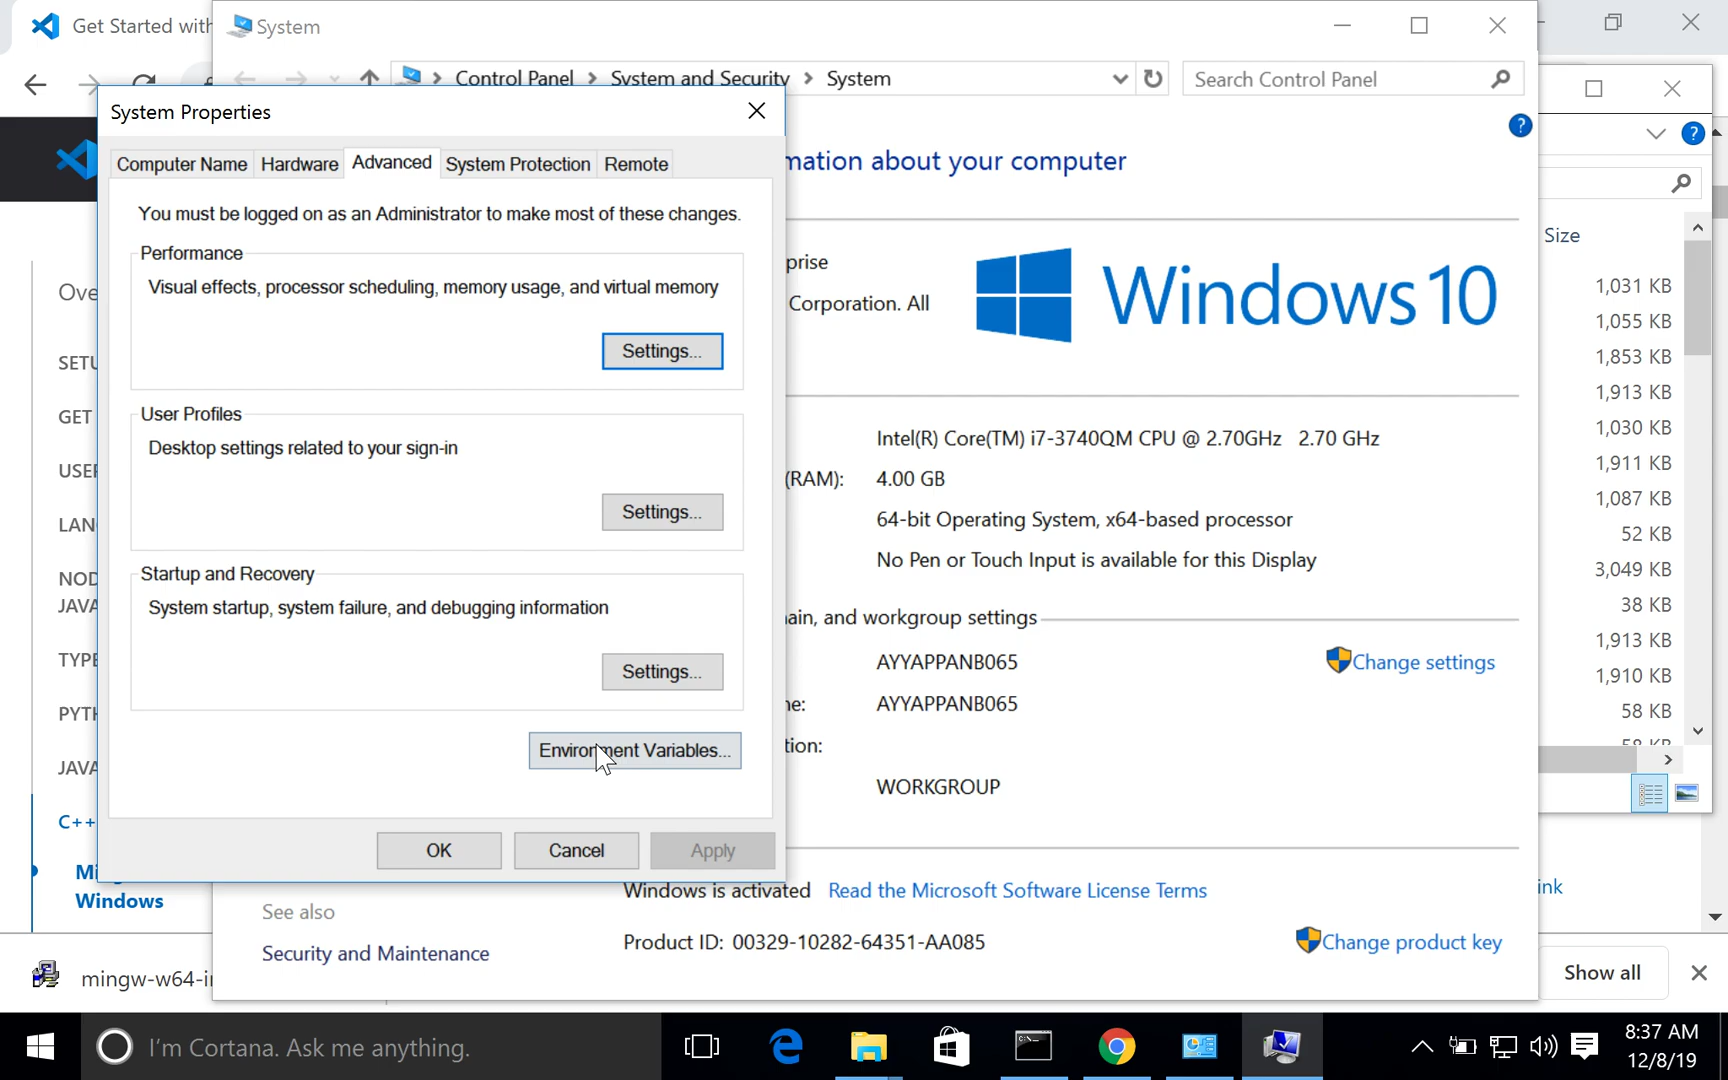 Get Started with
System
Control Panel > System and Security > System
Search Control Panel
System Properties
Computer Name
Hardware
Advanced
System Protection
Remote
You must be logged on as an Administrator to make most of these changes.
Performance
Visual effects, processor scheduling, memory usage, and virtual memory
Settings...
User Profiles
Desktop settings related to your sign-in
Settings...
Startup and Recovery
System startup, system failure, and debugging information
Settings...
Environment Variables...
OK
Cancel
Apply
mation about your computer
prise
Corporation. All
Windows 10
Intel(R) Core(TM) i7-3740QM CPU @ 2.70GHz 2.70 GHz
(RAM): 4.00 GB
64-bit Operating System, x64-based processor
No Pen or Touch Input is available for this Display
ain, and workgroup settings
AYYAPPANB065
Change settings
ne: AYYAPPANB065
tion:
WORKGROUP
Windows is activated Read the Microsoft Software License Terms
Product ID: 00329-10282-64351-AA085
Change product key
See also
Security and Maintenance
Size
1,031 KB
1,055 KB
1,853 KB
1,913 KB
1,030 KB
1,911 KB
1,087 KB
52 KB
3,049 KB
38 KB
1,913 KB
1,910 KB
58 KB
58 KB
ink
Ove
SETU
GET
USER
LAN
NOD
JAVA
TYPE
PYTH
JAVA
C++
Mi
Windows
mingw-w64-in
Show all
I'm Cortana. Ask me anything.
8:37 AM
12/8/19